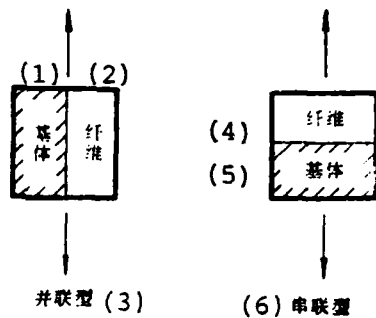 (1) (2)
基体 纤维
并联型 (3)
(4) 纤维
(5) 基体
(6) 串联型